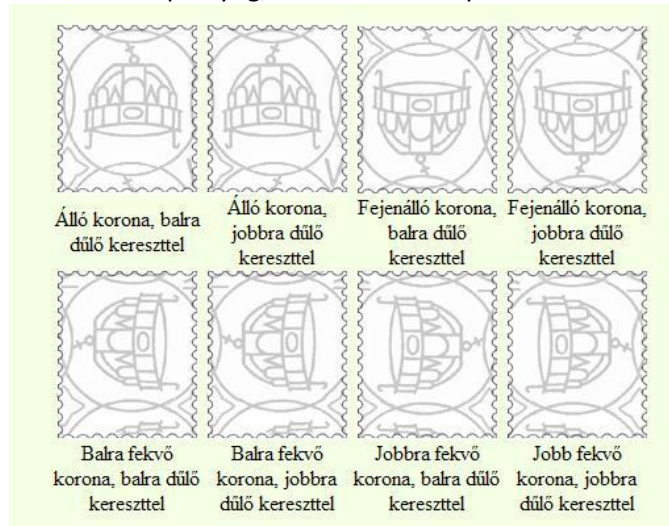 Álló korona, balra
dűlő kereszttel
Álló korona,
jobbra dűlő
kereszttel
Fejenálló korona,
balra dűlő
kereszttel
Fejenálló korona,
jobbra dűlő
kereszttel
Balra fekvő
korona, balra dűlő
kereszttel
Balra fekvő
korona, jobbra
dűlő kereszttel
Jobbra fekvő
korona, balra dűlő
kereszttel
Jobb fekvő
korona, jobbra
dűlő kereszttel